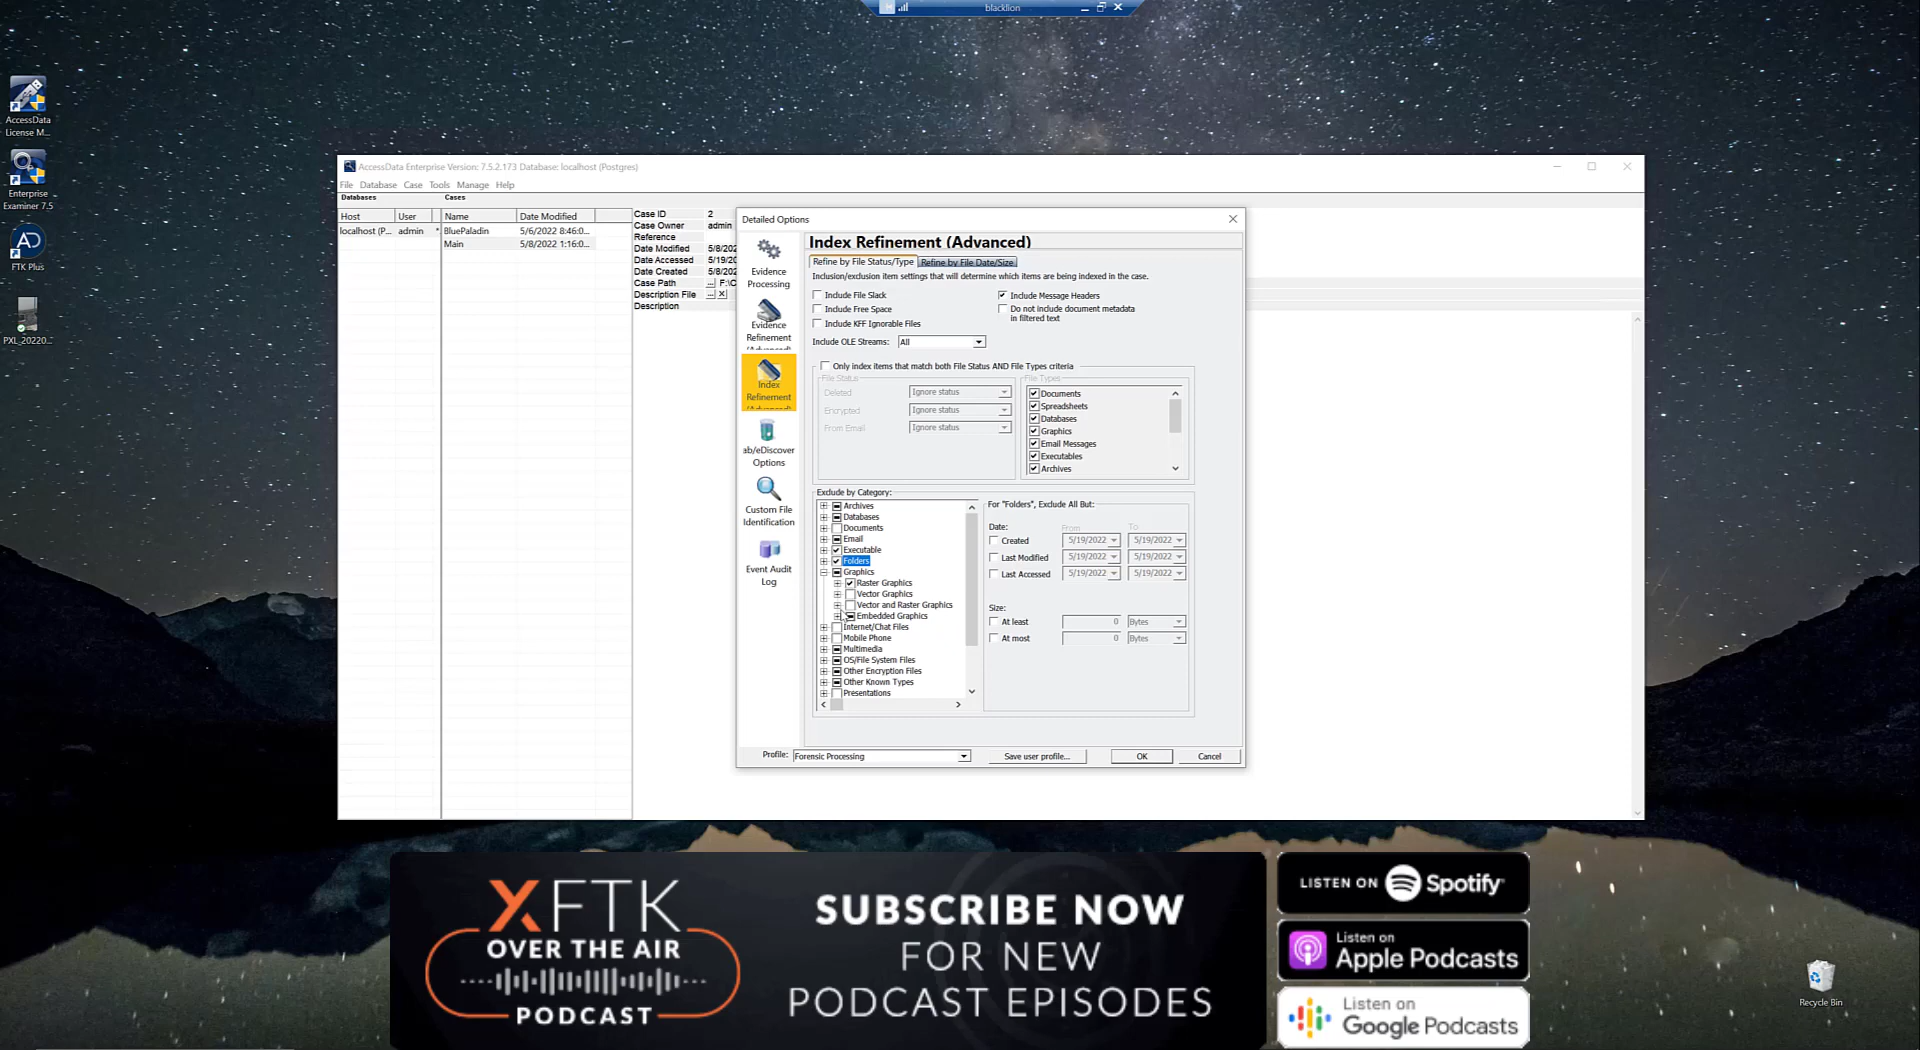 blacklion
AccessData
License M...
Enterprise
Examiner 7.5
AD
FTK Plus
PXL_20220...
AccessData Enterprise Version: 7.5.2.173 Database: localhost (Postgres)
File Database Case Tools Manage Help
Databases Cases
Host User Name Date Modified
localhost (P... admin * BluePaladin 5/6/2022 8:46:0...
Main 5/8/2022 1:16:0...
Case ID 2
Case Owner admin
Reference
Date Modified 5/8/202
Date Accessed 5/19/20
Date Created 5/8/202
Case Path ... F:\C
Description File ... X
Description
Detailed Options
Evidence
Processing
Evidence
Refinement
(Advanced)
Index
Refinement
(Advanced)
ab/eDiscover
Options
Custom File
Identification
Event Audit
Log
Index Refinement (Advanced)
Refine by File Status/Type Refine by File Date/Size
Inclusion/exclusion item settings that will determine which items are being indexed in the case.
Include File Slack
Include Free Space
Include KFF Ignorable Files
Include Message Headers
Do not include document metadata
in filtered text
Include OLE Streams: All
Only index items that match both File Status AND File Types criteria
File Status
Deleted Ignore status
Encrypted Ignore status
From Email Ignore status
File Types
Documents
Spreadsheets
Databases
Graphics
Email Messages
Executables
Archives
Exclude by Category:
Archives
Databases
Documents
Email
Executable
Folders
Graphics
Raster Graphics
Vector Graphics
Vector and Raster Graphics
Embedded Graphics
Internet/Chat Files
Mobile Phone
Multimedia
OS/File System Files
Other Encryption Files
Other Known Types
Presentations
For "Folders", Exclude All But:
Date: From To
Created 5/19/2022 5/19/2022
Last Modified 5/19/2022 5/19/2022
Last Accessed 5/19/2022 5/19/2022
Size:
At least 0 Bytes
At most 0 Bytes
Profile: Forensic Processing Save user profile... OK Cancel
XFTK
OVER THE AIR
PODCAST
SUBSCRIBE NOW
FOR NEW
PODCAST EPISODES
LISTEN ON Spotify
Listen on
Apple Podcasts
Listen on
Google Podcasts
Recycle Bin